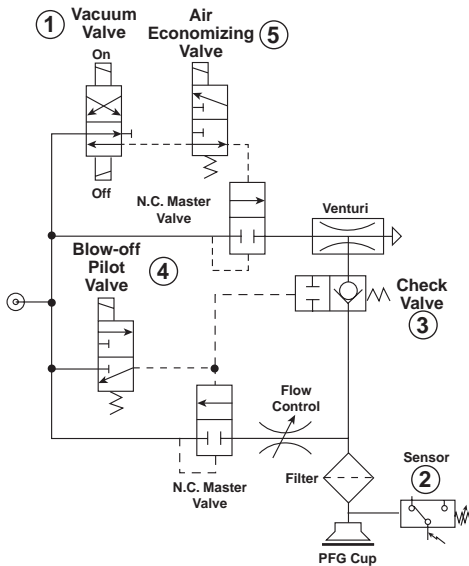 1
Vacuum
Valve
Air
Economizing
Valve
5
On
Off
N.C. Master
Valve
Venturi
Blow-off
Pilot
Valve
4
Check
Valve
3
Flow
Control
N.C. Master
Valve
Filter
Sensor
2
PFG Cup